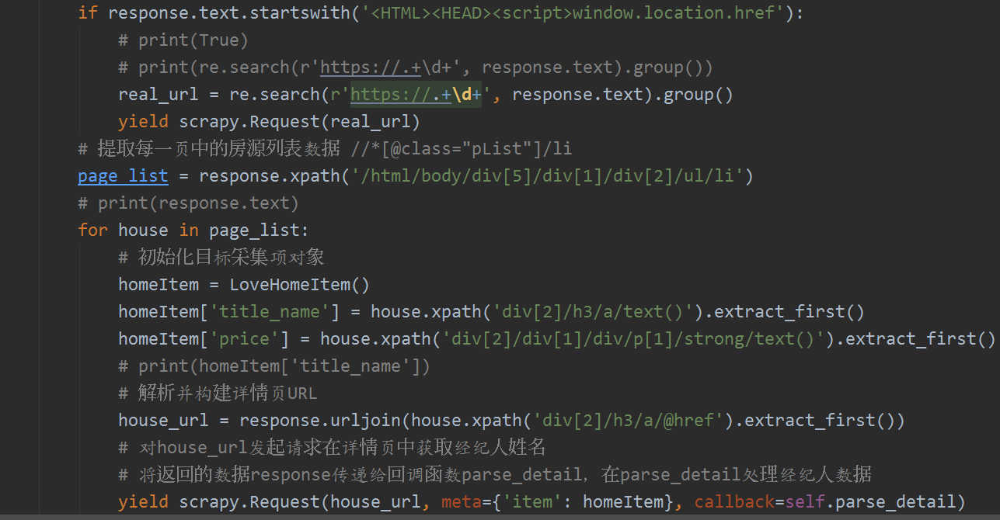 if response.text.startswith('<HTML><HEAD><script>window.location.href'):
# print(True)
# print(re.search(r'https://.+\d+', response.text).group())
real_url = re.search(r'https://.+\d+', response.text).group()
yield scrapy.Request(real_url)
# 提取每一页中的房源列表数据 //*[@class="pList"]/li
page_list = response.xpath('/html/body/div[5]/div[1]/div[2]/ul/li')
# print(response.text)
for house in page_list:
# 初始化目标采集项对象
homeItem = LoveHomeItem()
homeItem['title_name'] = house.xpath('div[2]/h3/a/text()').extract_first()
homeItem['price'] = house.xpath('div[2]/div[1]/div/p[1]/strong/text()').extract_first()
# print(homeItem['title_name'])
# 解析并构建详情页URL
house_url = response.urljoin(house.xpath('div[2]/h3/a/@href').extract_first())
# 对house_url发起请求在详情页中获取经纪人姓名
# 将返回的数据response传递给回调函数parse_detail，在parse_detail处理经纪人数据
yield scrapy.Request(house_url, meta={'item': homeItem}, callback=self.parse_detail)